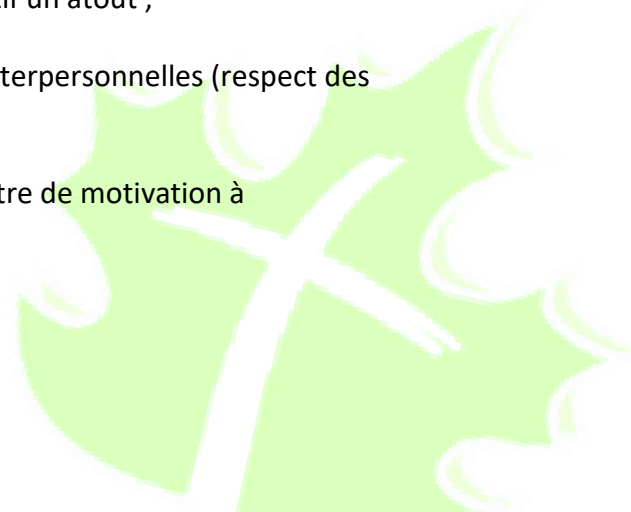 un atout ;
terpersonnelles (respect des
tre de motivation à